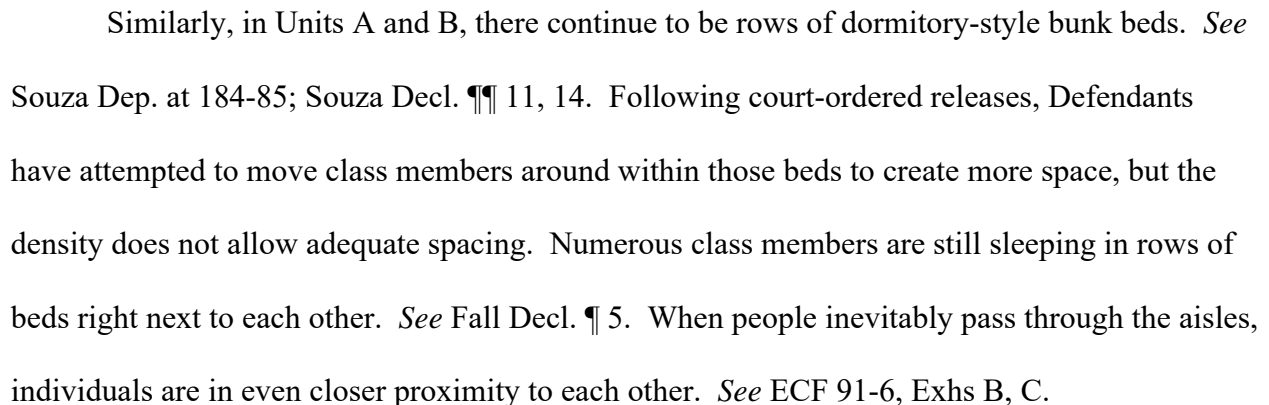 Similarly, in Units A and B, there continue to be rows of dormitory-style bunk beds.  See
Souza Dep. at 184-85; Souza Decl. ¶¶ 11, 14.  Following court-ordered releases, Defendants
have attempted to move class members around within those beds to create more space, but the
density does not allow adequate spacing.  Numerous class members are still sleeping in rows of
beds right next to each other.  See Fall Decl. ¶ 5.  When people inevitably pass through the aisles,
individuals are in even closer proximity to each other.  See ECF 91-6, Exhs B, C.